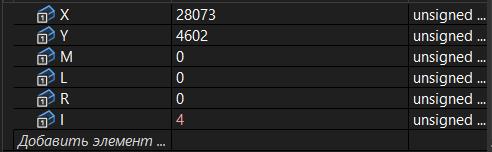 X 28073 unsigned ...
Y 4602 unsigned ...
M 0 unsigned ...
L 0 unsigned ...
R 0 unsigned ...
I 4 unsigned ...
Добавить элемент ...